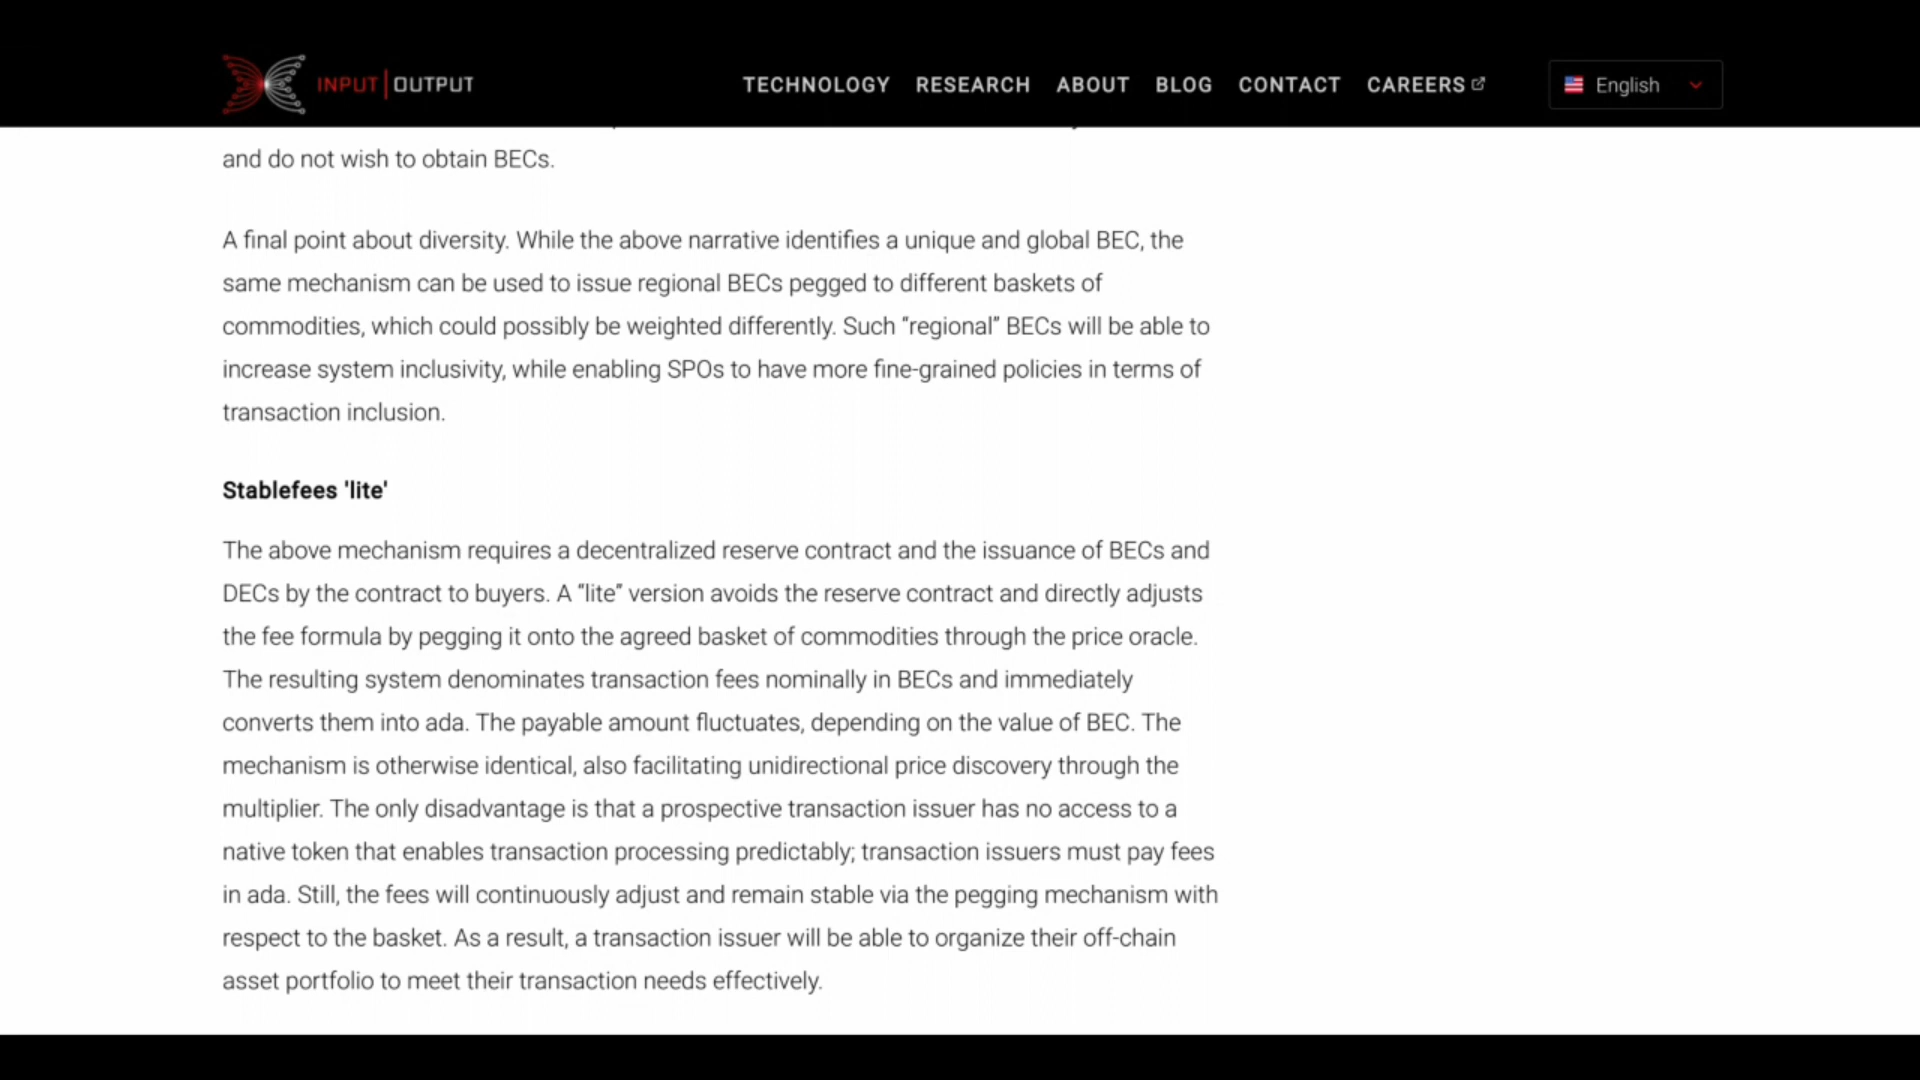 INPUT | OUTPUT
TECHNOLOGY RESEARCH ABOUT BLOG CONTACT CAREERS
English
and do not wish to obtain BECs.
A final point about diversity. While the above narrative identifies a unique and global BEC, the
same mechanism can be used to issue regional BECs pegged to different baskets of
commodities, which could possibly be weighted differently. Such “regional” BECs will be able to
increase system inclusivity, while enabling SPOs to have more fine-grained policies in terms of
transaction inclusion.
Stablefees 'lite'
The above mechanism requires a decentralized reserve contract and the issuance of BECs and
DECs by the contract to buyers. A “lite” version avoids the reserve contract and directly adjusts
the fee formula by pegging it onto the agreed basket of commodities through the price oracle.
The resulting system denominates transaction fees nominally in BECs and immediately
converts them into ada. The payable amount fluctuates, depending on the value of BEC. The
mechanism is otherwise identical, also facilitating unidirectional price discovery through the
multiplier. The only disadvantage is that a prospective transaction issuer has no access to a
native token that enables transaction processing predictably; transaction issuers must pay fees
in ada. Still, the fees will continuously adjust and remain stable via the pegging mechanism with
respect to the basket. As a result, a transaction issuer will be able to organize their off-chain
asset portfolio to meet their transaction needs effectively.